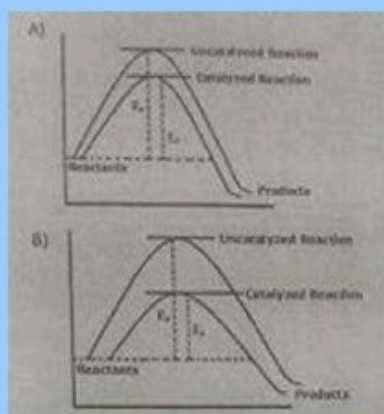 A)
Uncatalyzed Reaction
Catalyzed Reaction
Reactants
Products
B)
Uncatalyzed Reaction
Catalyzed Reaction
Reactants
Products